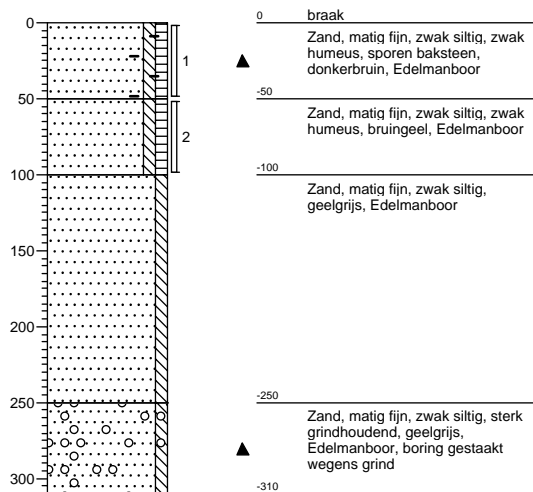 0
50
100
150
200
250
300
1
2
0 braak
Zand, matig fijn, zwak siltig, zwak
humeus, sporen baksteen,
donkerbruin, Edelmanboor
-50
Zand, matig fijn, zwak siltig, zwak
humeus, bruingeel, Edelmanboor
-100
Zand, matig fijn, zwak siltig,
geelgrijs, Edelmanboor
-250
Zand, matig fijn, zwak siltig, sterk
grindhoudend, geelgrijs,
Edelmanboor, boring gestaakt
wegens grind
-310